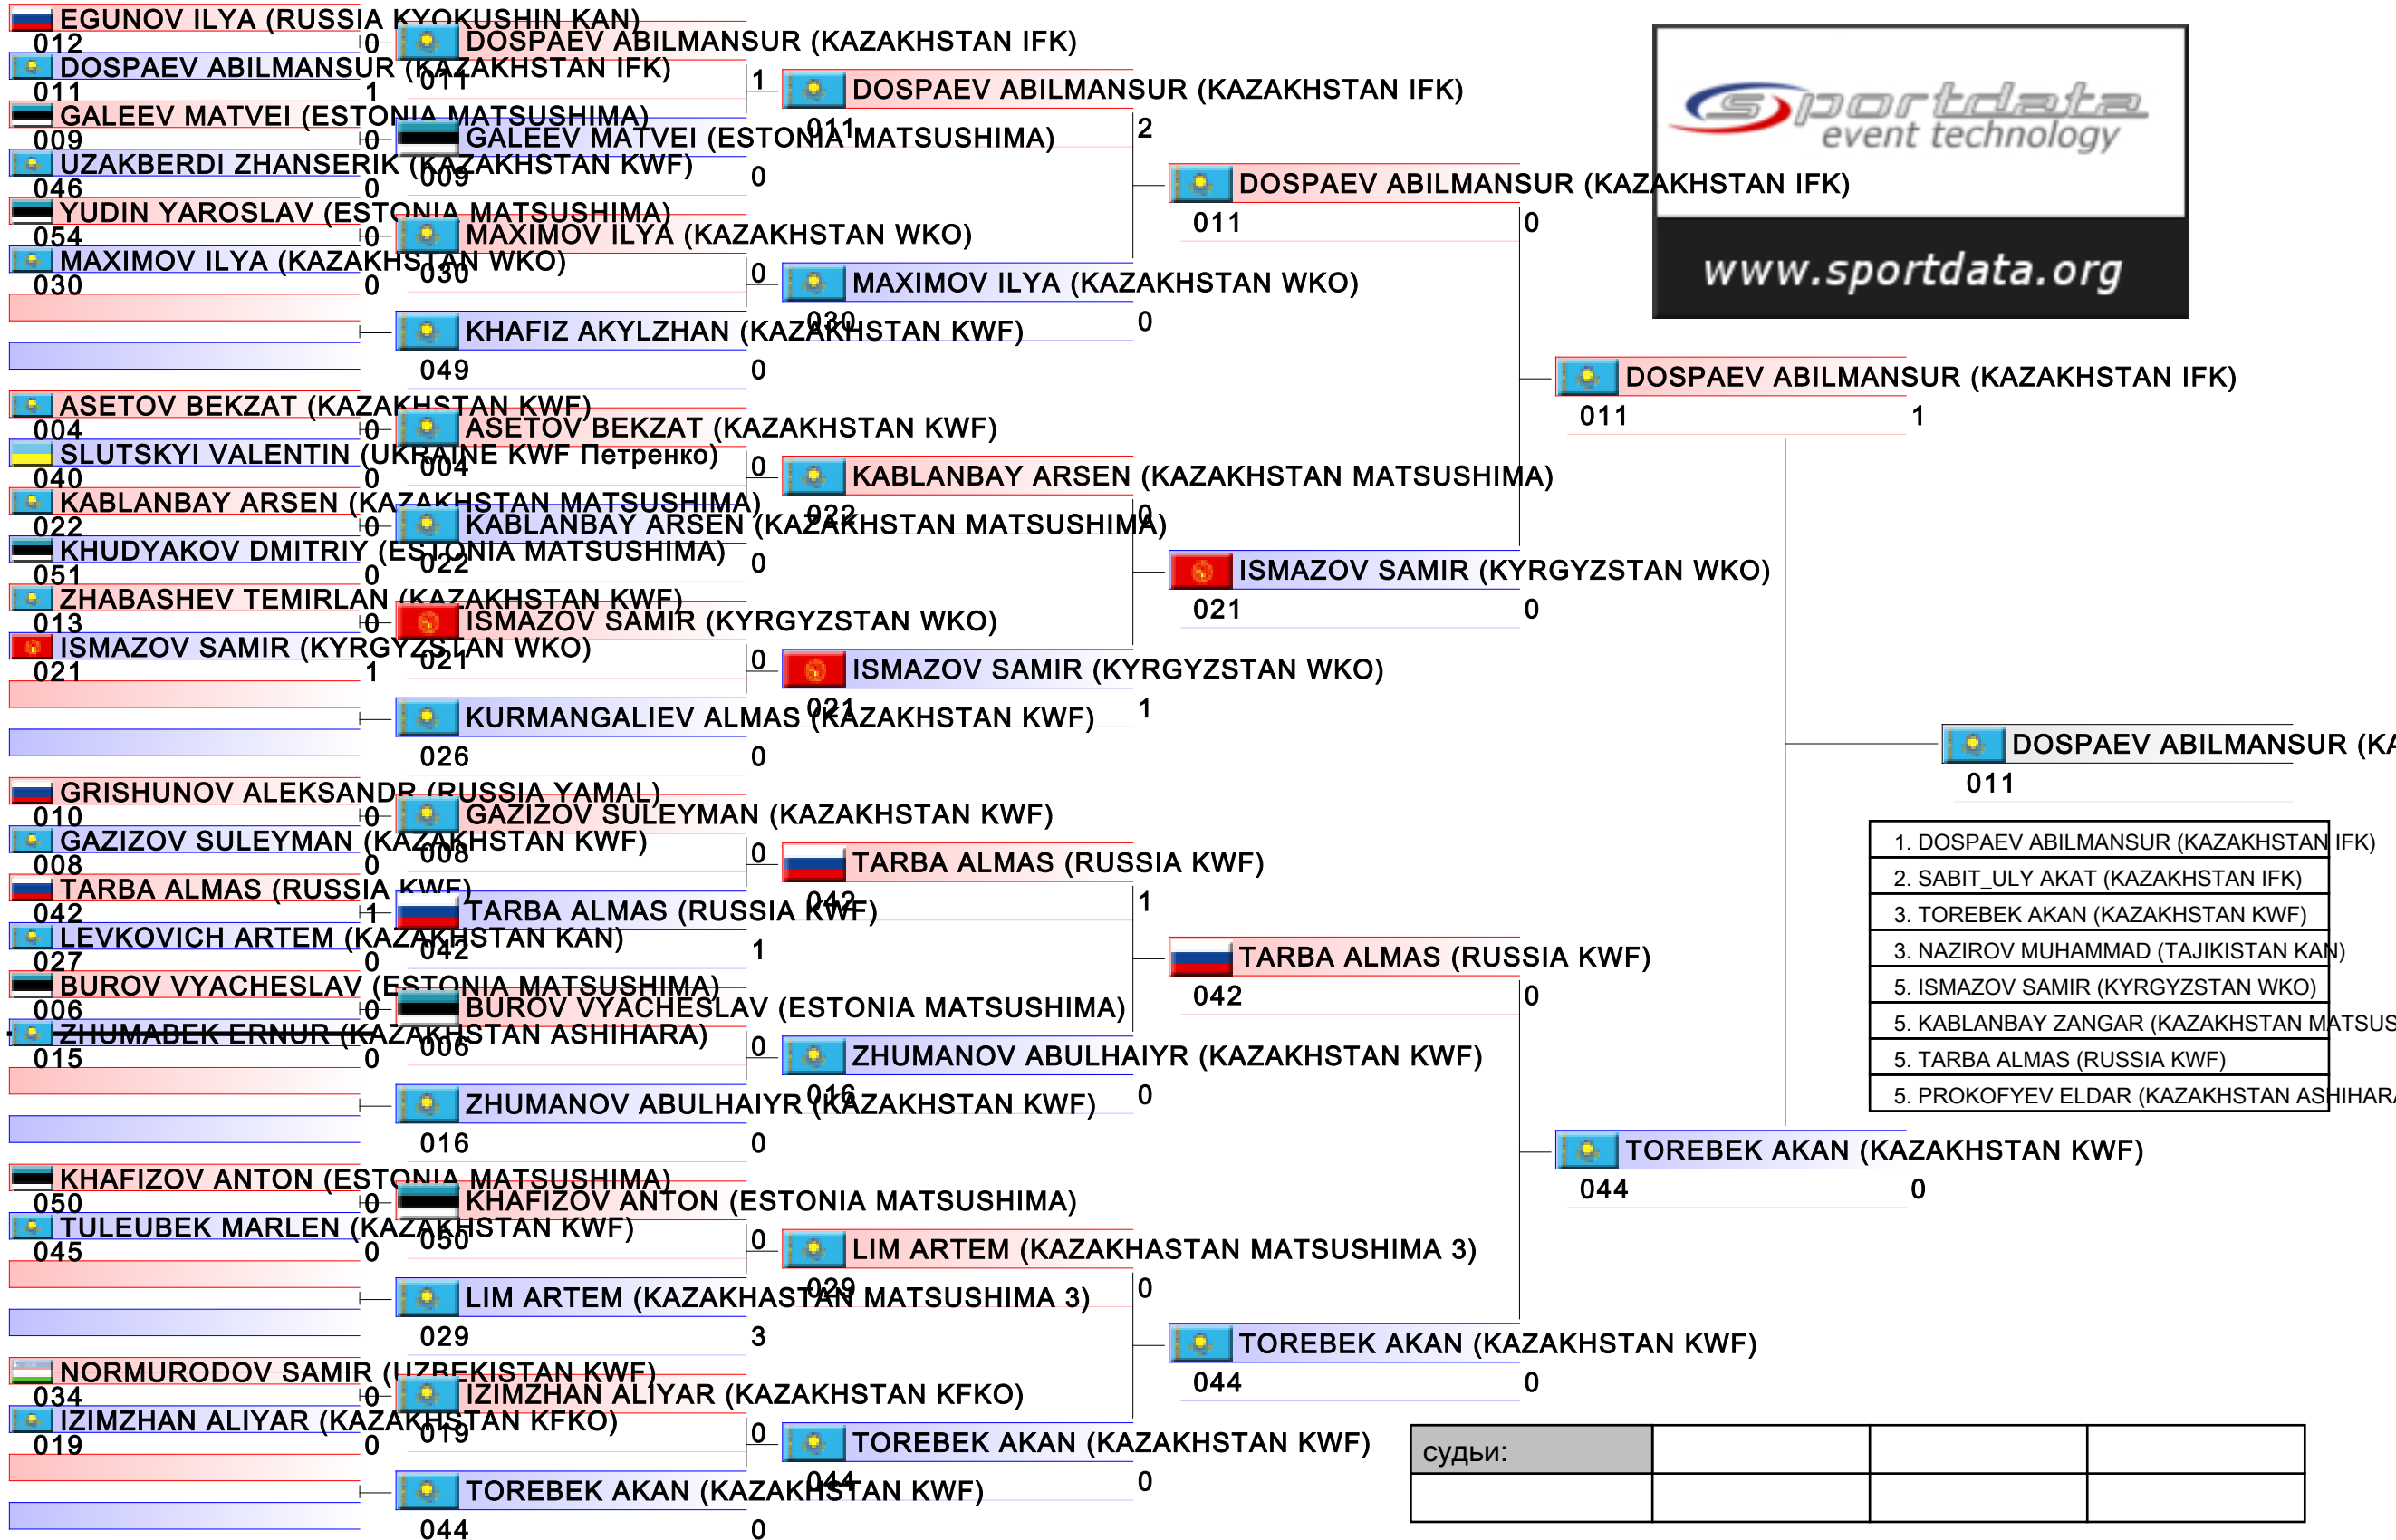 EGUNOV ILYA (RUSSIA KYOKUSHIN KAN)
012 0
DOSPAEV ABILMANSUR (KAZAKHSTAN IFK)
011 1
GALEEV MATVEI (ESTONIA MATSUSHIMA)
009 0
UZAKBERDI ZHANSERIK (KAZAKHSTAN KWF)
046 0
YUDIN YAROSLAV (ESTONIA MATSUSHIMA)
054 0
MAXIMOV ILYA (KAZAKHSTAN WKO)
030 0
ASETOV BEKZAT (KAZAKHSTAN KWF)
004 0
SLUTSKYI VALENTIN (UKRAINE KWF Петренко)
040 0
KABLANBAY ARSEN (KAZAKHSTAN MATSUSHIMA)
022 0
KHUDYAKOV DMITRIY (ESTONIA MATSUSHIMA)
051 0
ZHABASHEV TEMIRLAN (KAZAKHSTAN KWF)
013 0
ISMAZOV SAMIR (KYRGYZSTAN WKO)
021 1
GRISHUNOV ALEKSANDR (RUSSIA YAMAL)
010 0
GAZIZOV SULEYMAN (KAZAKHSTAN KWF)
008 0
TARBA ALMAS (RUSSIA KWF)
042 1
LEVKOVICH ARTEM (KAZAKHSTAN KAN)
027 0
BUROV VYACHESLAV (ESTONIA MATSUSHIMA)
006 0
ZHUMABEK ERNUR (KAZAKHSTAN ASHIHARA)
015 0
KHAFIZOV ANTON (ESTONIA MATSUSHIMA)
050 0
TULEUBEK MARLEN (KAZAKHSTAN KWF)
045 0
NORMURODOV SAMIR (UZBEKISTAN KWF)
034 0
IZIMZHAN ALIYAR (KAZAKHSTAN KFKO)
019 0
DOSPAEV ABILMANSUR (KAZAKHSTAN IFK)
011 1
GALEEV MATVEI (ESTONIA MATSUSHIMA)
009 0
MAXIMOV ILYA (KAZAKHSTAN WKO)
030 0
KHAFIZ AKYLZHAN (KAZAKHSTAN KWF)
049 0
ASETOV BEKZAT (KAZAKHSTAN KWF)
004 0
KABLANBAY ARSEN (KAZAKHSTAN MATSUSHIMA)
022 0
ISMAZOV SAMIR (KYRGYZSTAN WKO)
021 0
KURMANGALIEV ALMAS (KAZAKHSTAN KWF)
026 0
GAZIZOV SULEYMAN (KAZAKHSTAN KWF)
008 0
TARBA ALMAS (RUSSIA KWF)
042 1
BUROV VYACHESLAV (ESTONIA MATSUSHIMA)
006 0
ZHUMANOV ABULHAIYR (KAZAKHSTAN KWF)
016 0
KHAFIZOV ANTON (ESTONIA MATSUSHIMA)
050 0
LIM ARTEM (KAZAKHASTAN MATSUSHIMA 3)
029 3
IZIMZHAN ALIYAR (KAZAKHSTAN KFKO)
019 0
TOREBEK AKAN (KAZAKHSTAN KWF)
044 0
DOSPAEV ABILMANSUR (KAZAKHSTAN IFK)
011 2
MAXIMOV ILYA (KAZAKHSTAN WKO)
030 0
KABLANBAY ARSEN (KAZAKHSTAN MATSUSHIMA)
022 0
ISMAZOV SAMIR (KYRGYZSTAN WKO)
021 1
TARBA ALMAS (RUSSIA KWF)
042 1
ZHUMANOV ABULHAIYR (KAZAKHSTAN KWF)
016 0
LIM ARTEM (KAZAKHASTAN MATSUSHIMA 3)
029 0
TOREBEK AKAN (KAZAKHSTAN KWF)
044 0
DOSPAEV ABILMANSUR (KAZAKHSTAN IFK)
011 0
ISMAZOV SAMIR (KYRGYZSTAN WKO)
021 0
TARBA ALMAS (RUSSIA KWF)
042 0
TOREBEK AKAN (KAZAKHSTAN KWF)
044 0
DOSPAEV ABILMANSUR (KAZAKHSTAN IFK)
011 1
TOREBEK AKAN (KAZAKHSTAN KWF)
044 0
sportdata
event technology
www.sportdata.org
DOSPAEV ABILMANSUR (KA
011
1. DOSPAEV ABILMANSUR (KAZAKHSTAN IFK)
2. SABIT_ULY AKAT (KAZAKHSTAN IFK)
3. TOREBEK AKAN (KAZAKHSTAN KWF)
3. NAZIROV MUHAMMAD (TAJIKISTAN KAN)
5. ISMAZOV SAMIR (KYRGYZSTAN WKO)
5. KABLANBAY ZANGAR (KAZAKHSTAN MATSUS
5. TARBA ALMAS (RUSSIA KWF)
5. PROKOFYEV ELDAR (KAZAKHSTAN ASHIHARA
судьи: